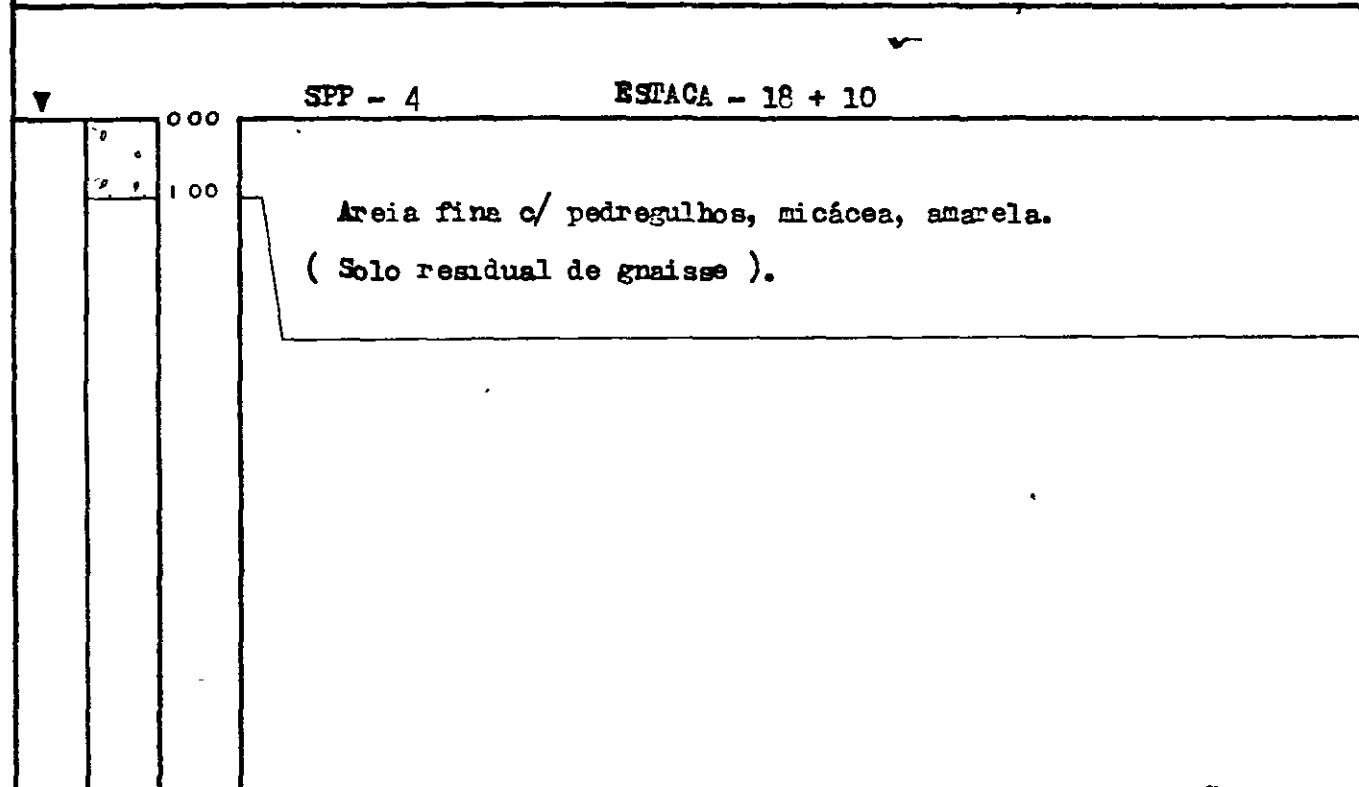 SPP - 4 ESTACA - 18 + 10
0 00
1 00
Areia fina c/ pedregulhos, micácea, amarela.
( Solo residual de gnaisse ).